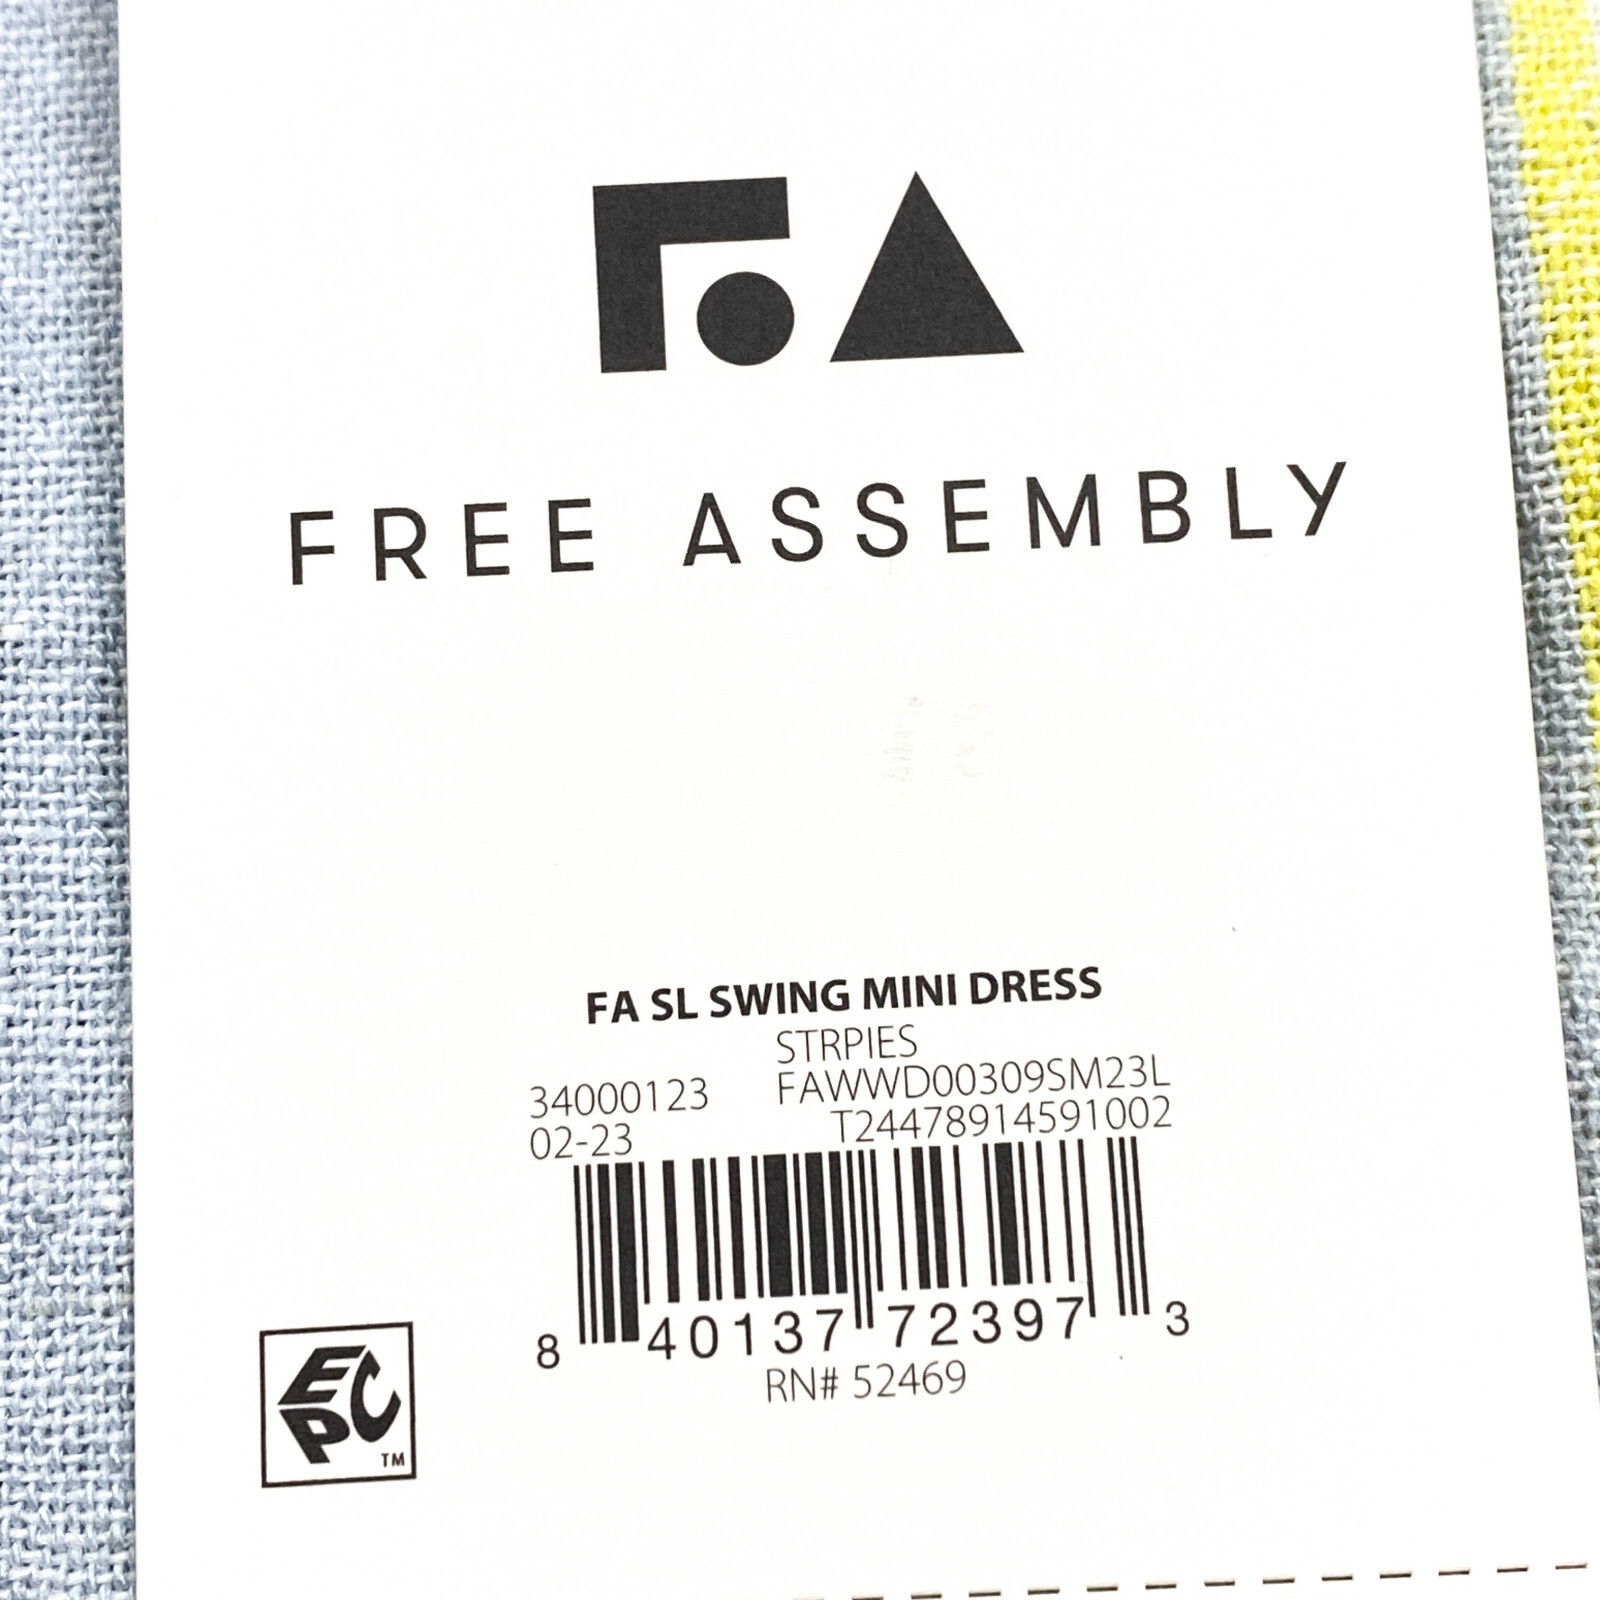 FREE ASSEMBLY
FA SL SWING MINI DRESS
STRPIES
34000123 FAWWD00309SM23L
02-23 T24478914591002
8 40137 72397 3
RN# 52469
EPC TM